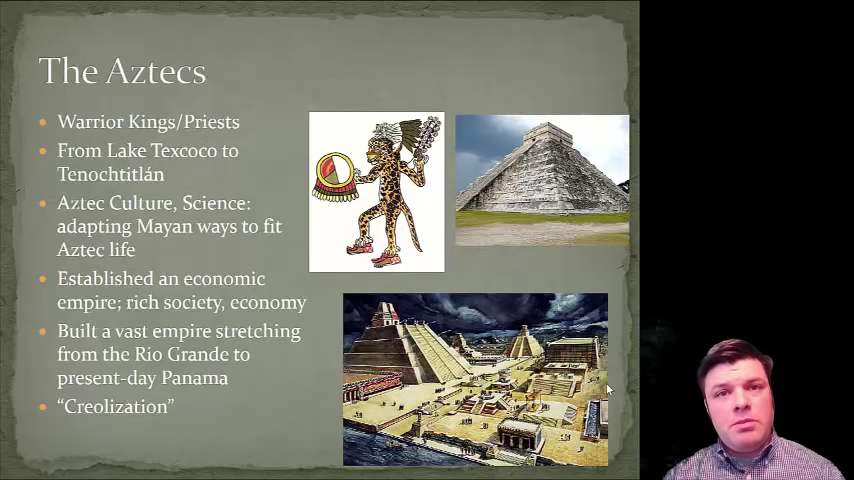 The Aztecs
Warrior Kings/Priests
From Lake Texcoco to
Tenochtitlán
Aztec Culture, Science:
adapting Mayan ways to fit
Aztec life
Established an economic
empire; rich society, economy
Built a vast empire stretching
from the Rio Grande to
present-day Panama
“Creolization”